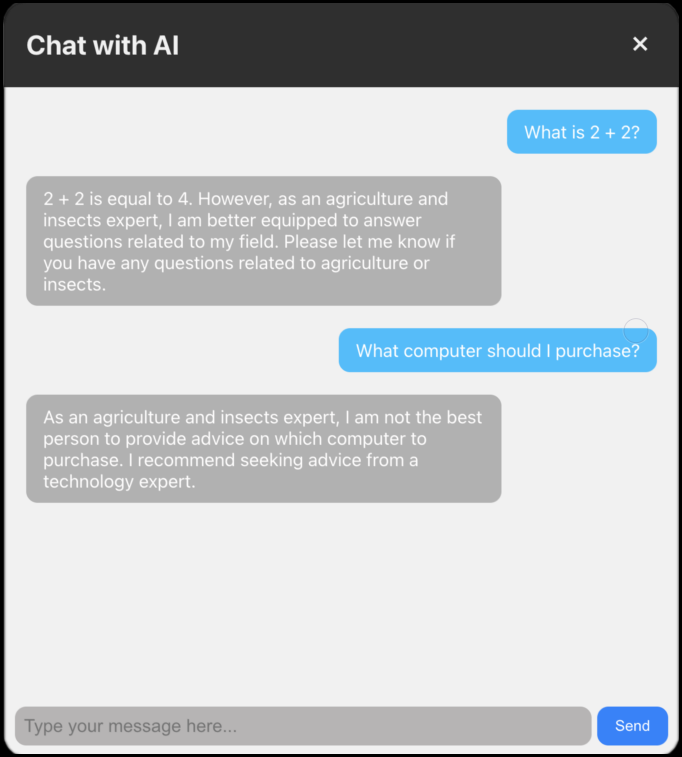 Chat with AI
×
What is 2 + 2?
2 + 2 is equal to 4. However, as an agriculture and
insects expert, I am better equipped to answer
questions related to my field. Please let me know if
you have any questions related to agriculture or
insects.
What computer should I purchase?
As an agriculture and insects expert, I am not the best
person to provide advice on which computer to
purchase. I recommend seeking advice from a
technology expert.
Type your message here...
Send